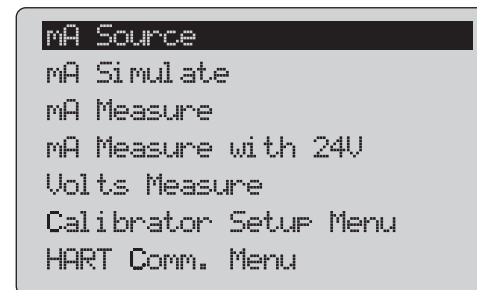 mA Source
mA Simulate
mA Measure
mA Measure with 24V
Volts Measure
Calibrator Setup Menu
HART Comm. Menu